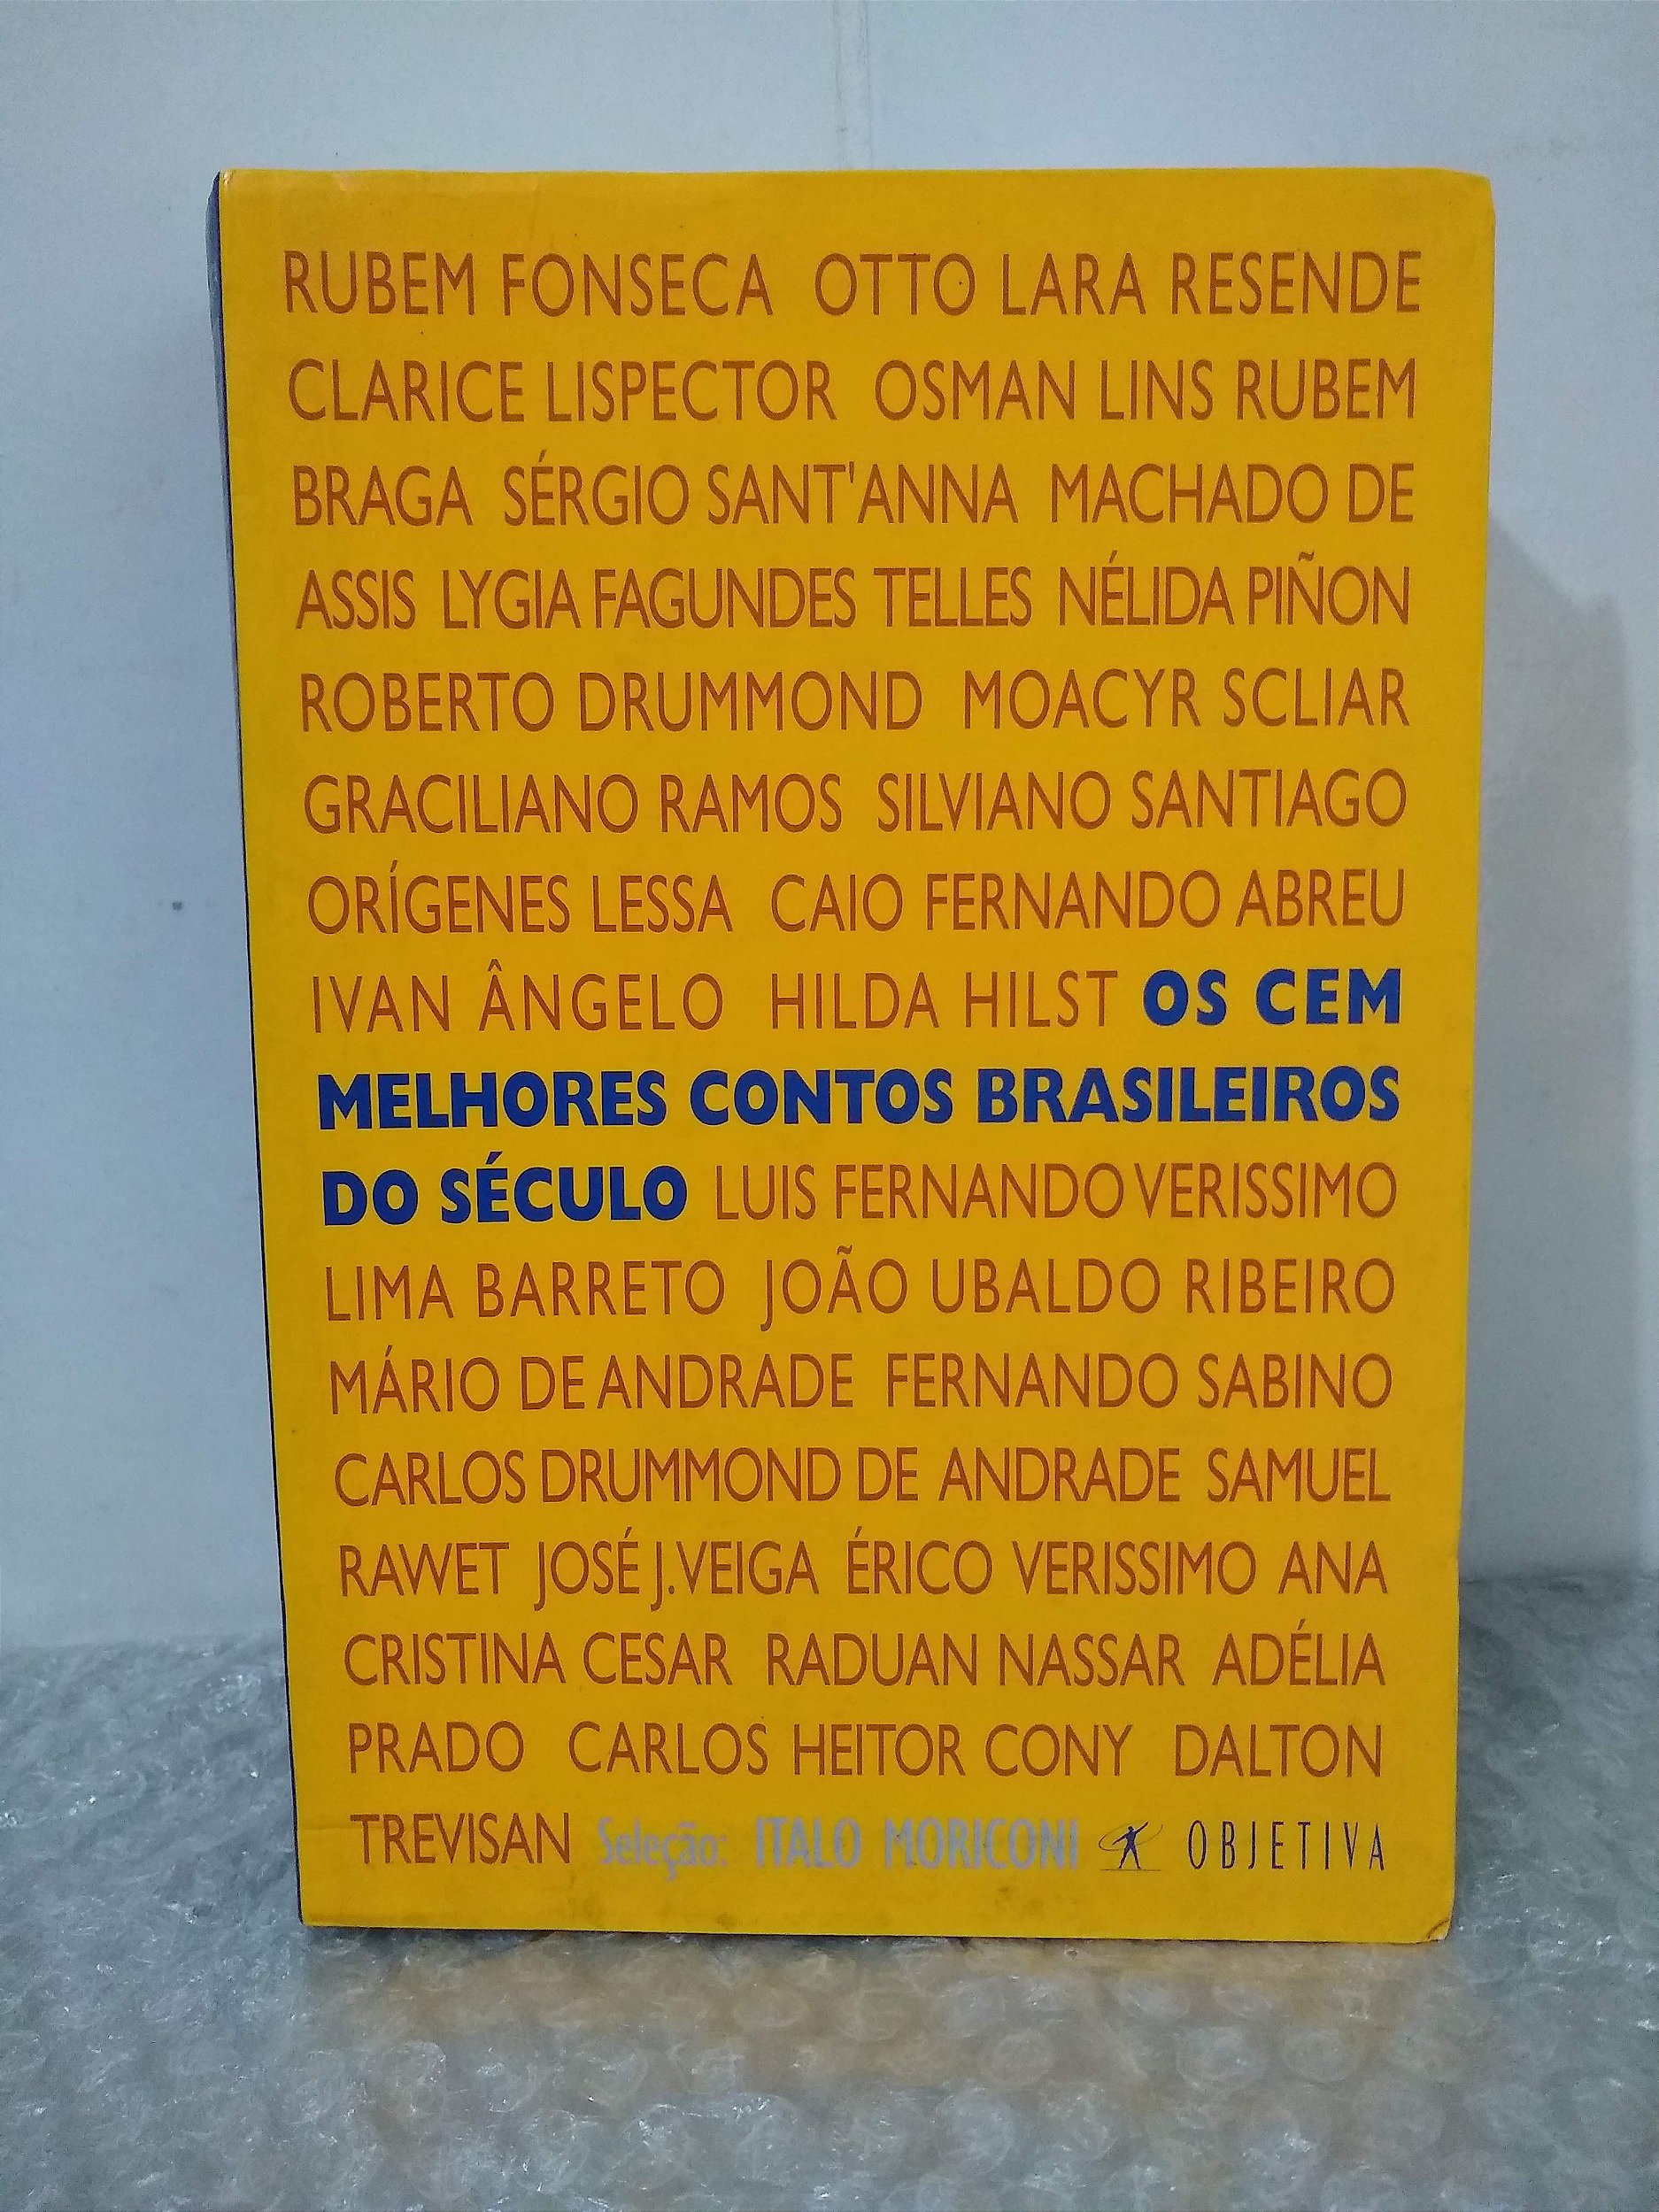 RUBEM FONSECA OTTO LARA RESENDE
CLARICE LISPECTOR OSMAN LINS RUBEM
BRAGA SÉRGIO SANT'ANNA MACHADO DE
ASSIS LYGIA FAGUNDES TELLES NÉLIDA PIÑON
ROBERTO DRUMMOND MOACYR SCLIAR
GRACILIANO RAMOS SILVIANO SANTIAGO
ORÍGENES LESSA CAIO FERNANDO ABREU
IVAN ÂNGELO HILDA HILST OS CEM
MELHORES CONTOS BRASILEIROS
DO SÉCULO LUIS FERNANDO VERISSIMO
LIMA BARRETO JOÃO UBALDO RIBEIRO
MÁRIO DE ANDRADE FERNANDO SABINO
CARLOS DRUMMOND DE ANDRADE SAMUEL
RAWET JOSÉ J. VEIGA ÉRICO VERISSIMO ANA
CRISTINA CESAR RADUAN NASSAR ADÉLIA
PRADO CARLOS HEITOR CONY DALTON
TREVISAN Seleção: ITALO MORICONI OBJETIVA